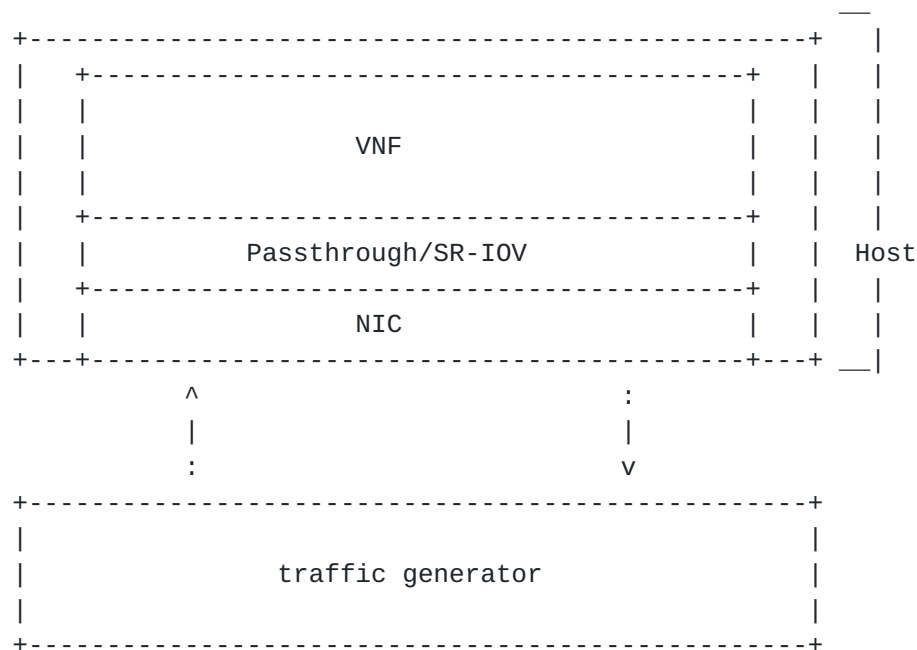 VNF
Passthrough/SR-IOV
Host
NIC
traffic generator